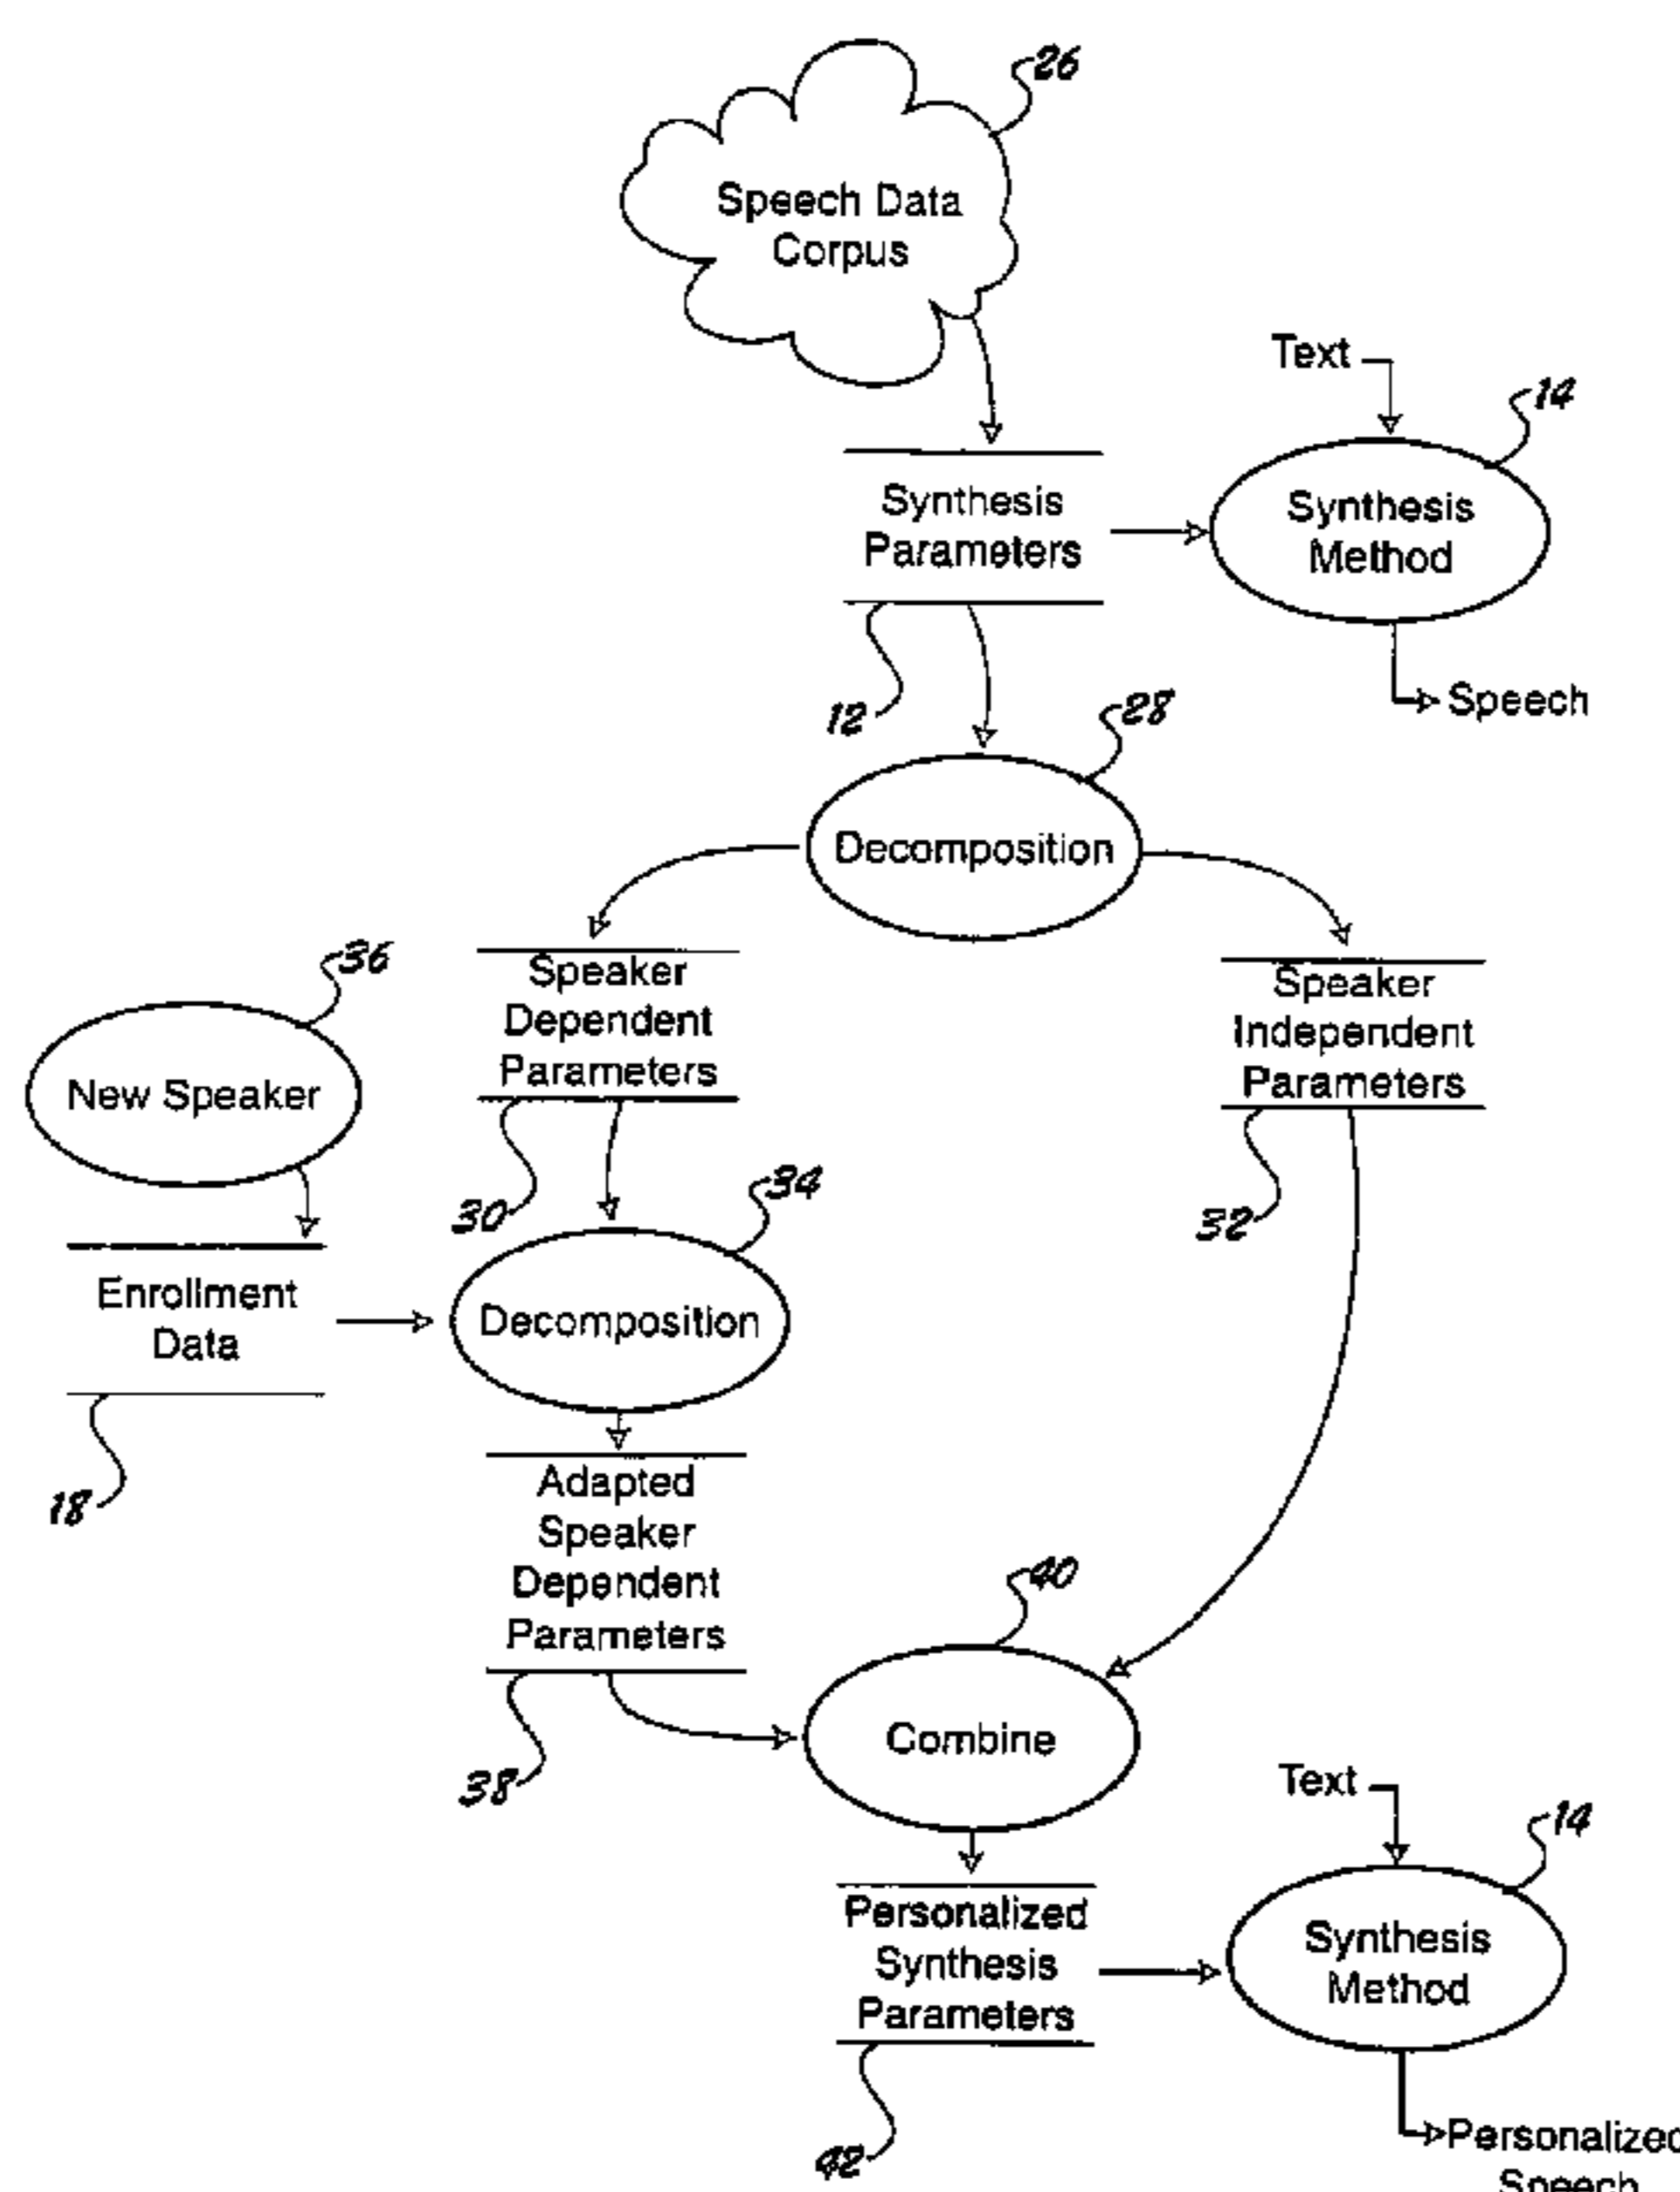 26
Speech Data
Corpus
Text
14
Synthesis
Parameters
Synthesis
Method
12
Speech
28
Decomposition
36
Speaker
Dependent
Parameters
Speaker
Independent
Parameters
New Speaker
30
34
32
Enrollment
Data
Decomposition
18
Adapted
Speaker
Dependent
Parameters
40
38
Combine
Text
14
Personalized
Synthesis
Parameters
Synthesis
Method
42
Personalized
Speech